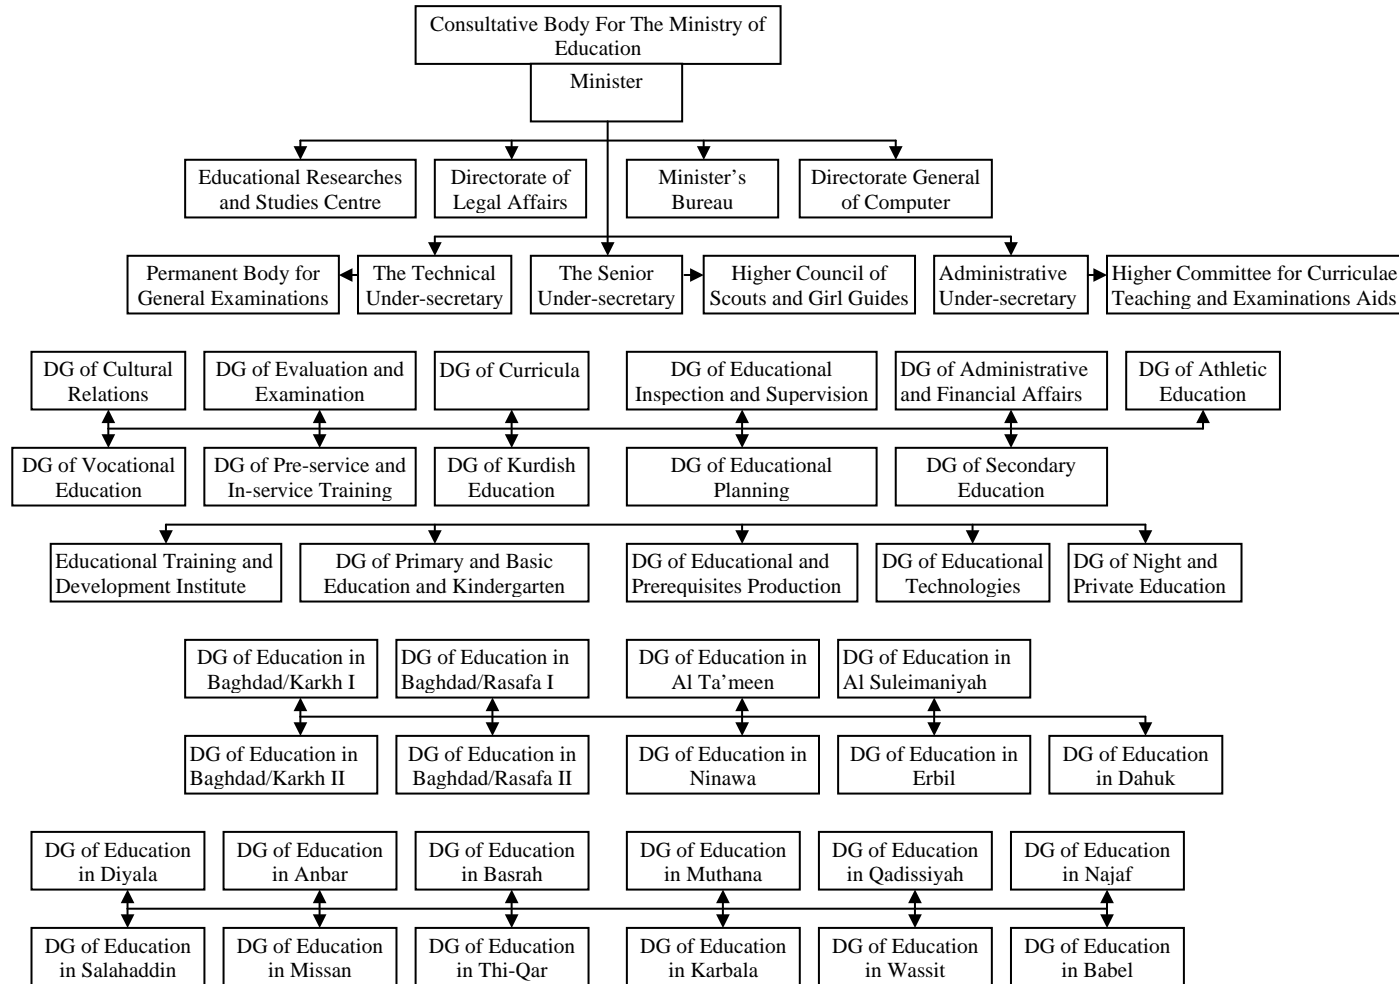 Consultative Body For The Ministry of
Education
Minister
Educational Researches
and Studies Centre
Directorate of
Legal Affairs
Minister's
Bureau
Directorate General
of Computer
Permanent Body for
General Examinations
The Technical
Under-secretary
The Senior
Under-secretary
Higher Council of
Scouts and Girl Guides
Administrative
Under-secretary
Higher Committee for Curriculae
Teaching and Examinations Aids
DG of Cultural
Relations
DG of Evaluation and
Examination
DG of Curricula
DG of Educational
Inspection and Supervision
DG of Administrative
and Financial Affairs
DG of Athletic
Education
DG of Vocational
Education
DG of Pre-service and
In-service Training
DG of Kurdish
Education
DG of Educational
Planning
DG of Secondary
Education
Educational Training and
Development Institute
DG of Primary and Basic
Education and Kindergarten
DG of Educational and
Prerequisites Production
DG of Educational
Technologies
DG of Night and
Private Education
DG of Education in
Baghdad/Karkh I
DG of Education in
Baghdad/Rasafa I
DG of Education in
Al Ta'meen
DG of Education in
Al Suleimaniyah
DG of Education in
Baghdad/Karkh II
DG of Education in
Baghdad/Rasafa II
DG of Education in
Ninawa
DG of Education in
Erbil
DG of Education
in Dahuk
DG of Education
in Diyala
DG of Education
in Anbar
DG of Education
in Basrah
DG of Education
in Muthana
DG of Education
in Qadissiyah
DG of Education
in Najaf
DG of Education
in Salahaddin
DG of Education
in Missan
DG of Education
in Thi-Qar
DG of Education
in Karbala
DG of Education
in Wassit
DG of Education
in Babel